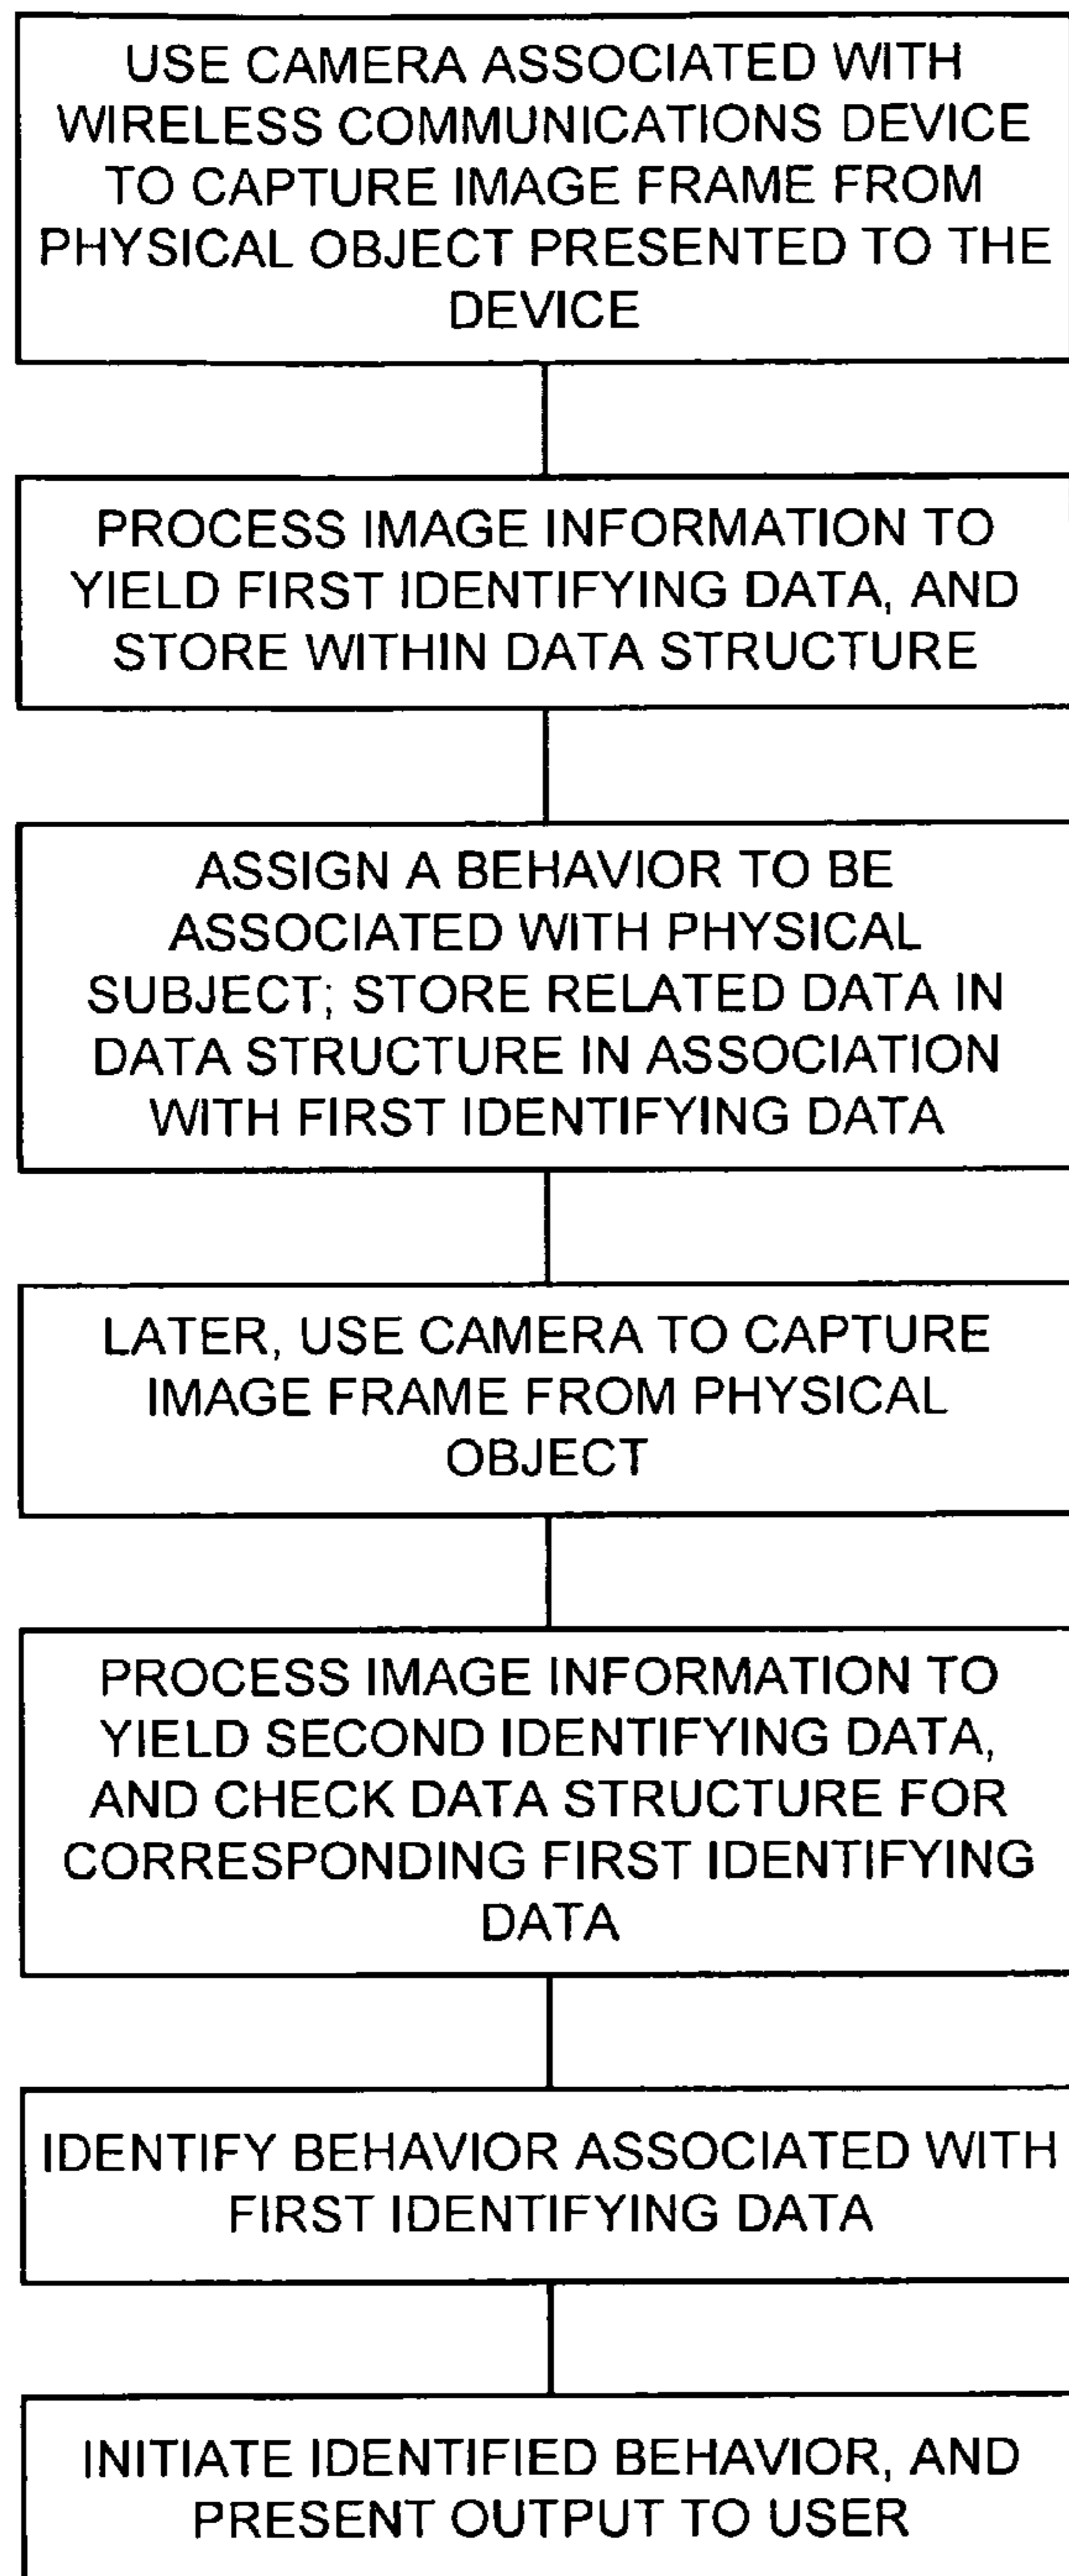 USE CAMERA ASSOCIATED WITH
WIRELESS COMMUNICATIONS DEVICE
TO CAPTURE IMAGE FRAME FROM
PHYSICAL OBJECT PRESENTED TO THE
DEVICE
PROCESS IMAGE INFORMATION TO
YIELD FIRST IDENTIFYING DATA, AND
STORE WITHIN DATA STRUCTURE
ASSIGN A BEHAVIOR TO BE
ASSOCIATED WITH PHYSICAL
SUBJECT; STORE RELATED DATA IN
DATA STRUCTURE IN ASSOCIATION
WITH FIRST IDENTIFYING DATA
LATER, USE CAMERA TO CAPTURE
IMAGE FRAME FROM PHYSICAL
OBJECT
PROCESS IMAGE INFORMATION TO
YIELD SECOND IDENTIFYING DATA,
AND CHECK DATA STRUCTURE FOR
CORRESPONDING FIRST IDENTIFYING
DATA
IDENTIFY BEHAVIOR ASSOCIATED WITH
FIRST IDENTIFYING DATA
INITIATE IDENTIFIED BEHAVIOR, AND
PRESENT OUTPUT TO USER